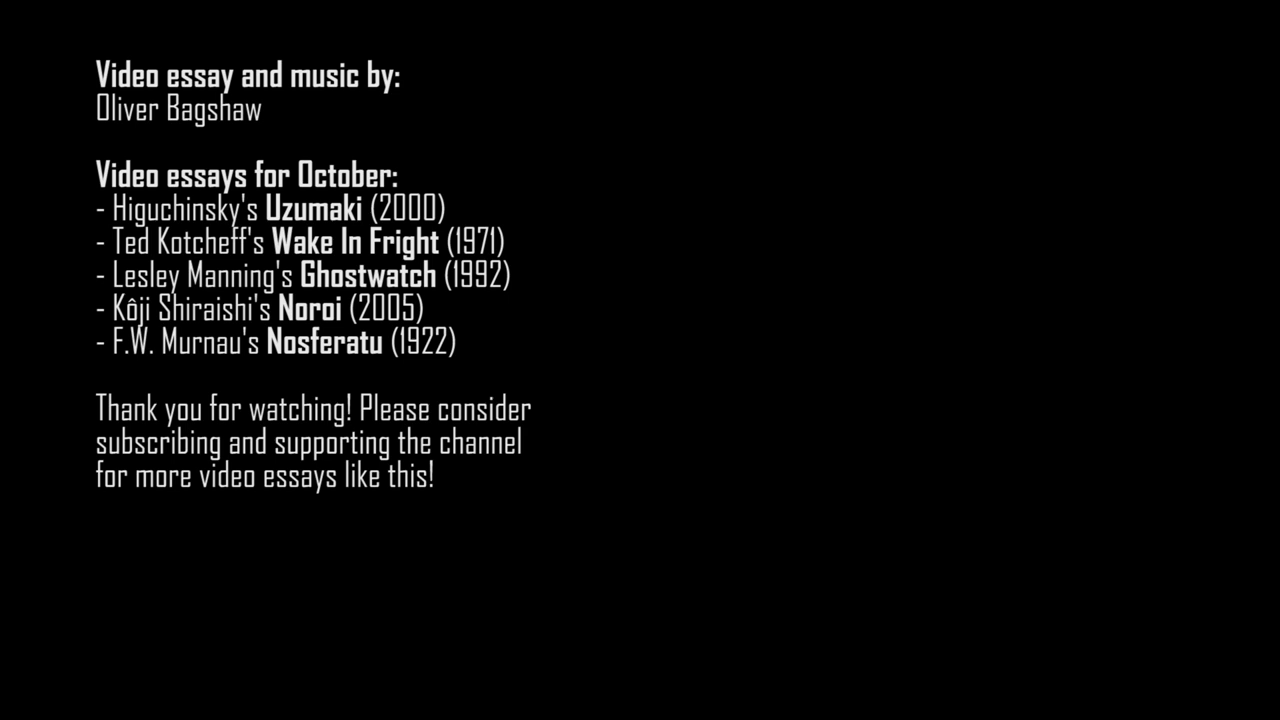 Video essay and music by:
Oliver Bagshaw
Video essays for October:
- Higuchinsky's Uzumaki (2000)
- Ted Kotcheff's Wake In Fright (1971)
- Lesley Manning's Ghostwatch (1992)
- Kôji Shiraishi's Noroi (2005)
- F.W. Murnau's Nosferatu (1922)
Thank you for watching! Please consider
subscribing and supporting the channel
for more video essays like this!